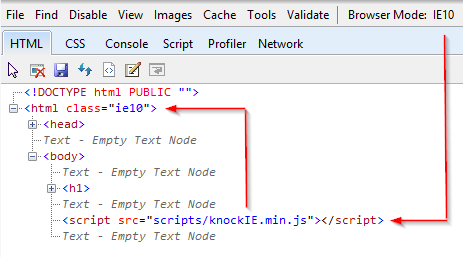 File Find Disable View Images Cache Tools Validate Browser Mode: IE10
HTML CSS Console Script Profiler Network
<!DOCTYPE html PUBLIC "">
<html class="ie10">
<head>
Text - Empty Text Node
<body>
Text - Empty Text Node
<h1>
Text - Empty Text Node
<script src="scripts/knockIE.min.js"></script>
Text - Empty Text Node